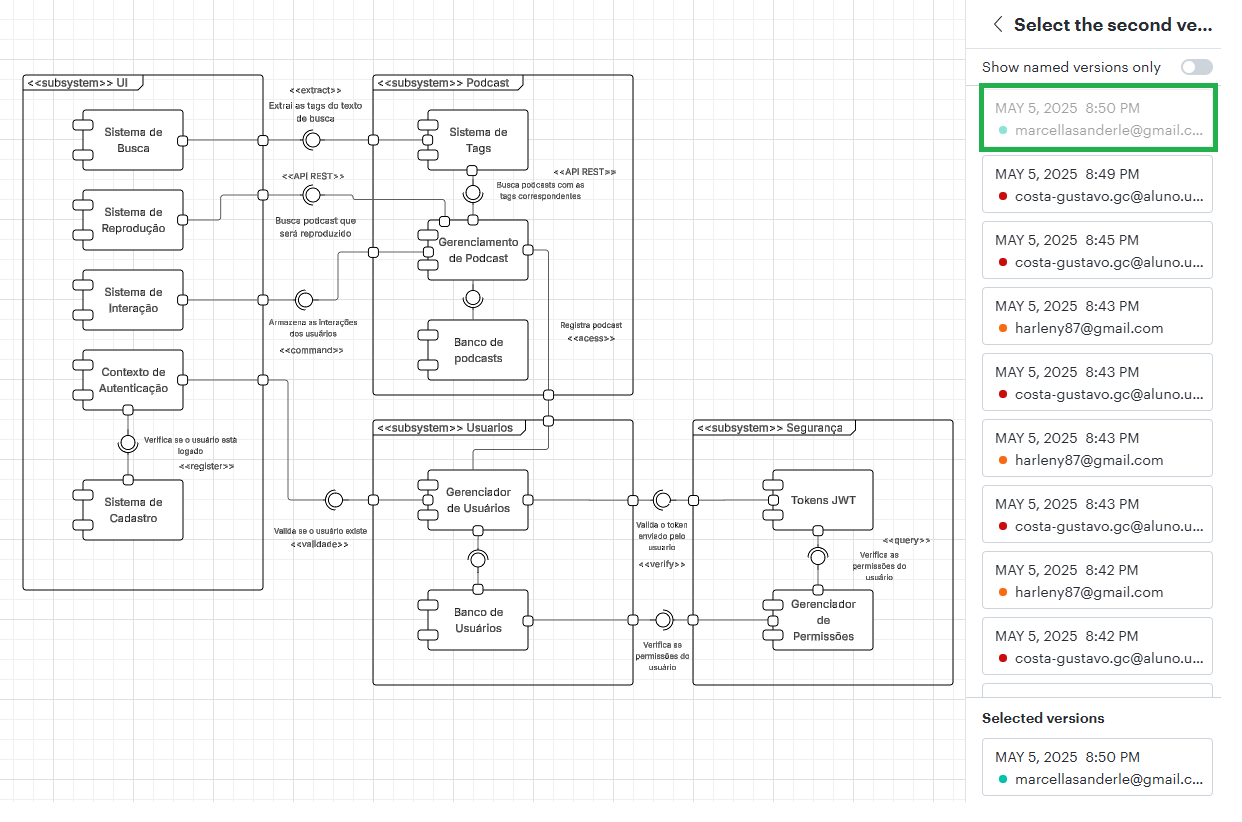 <<subsystem>> UI
Sistema de
Busca
Sistema de
Reprodução
Sistema de
Interação
Contexto de
Autenticação
Verifica se o usuário está
logado
<<register>>
Sistema de
Cadastro
<<extract>>
Extrai as tags do texto
de busca
<<API REST>>
Busca podcast que
será reproduzido
Armazena as interações
dos usuários
<<command>>
Valida se o usuário existe
<<validade>>
<<subsystem>> Podcast
Sistema de
Tags
<<API REST>>
Busca podcasts com as
tags correspondentes
Gerenciamento
de Podcast
Banco de
podcasts
Registra podcast
<<acess>>
<<subsystem>> Usuarios
Gerenciador
de Usuários
Banco de
Usuários
Valida o token
enviado pelo
usuario
<<verify>>
Verifica as
permissões do
usuário
<<subsystem>> Segurança
Tokens JWT
<<query>>
Verifica as
permissões do
usuário
Gerenciador
de
Permissões
Select the second ve...
Show named versions only
MAY 5, 2025 8:50 PM
marcellasanderle@gmail.c...
MAY 5, 2025 8:49 PM
costa-gustavo.gc@aluno.u...
MAY 5, 2025 8:45 PM
costa-gustavo.gc@aluno.u...
MAY 5, 2025 8:43 PM
harleny87@gmail.com
MAY 5, 2025 8:43 PM
costa-gustavo.gc@aluno.u...
MAY 5, 2025 8:43 PM
harleny87@gmail.com
MAY 5, 2025 8:43 PM
costa-gustavo.gc@aluno.u...
MAY 5, 2025 8:42 PM
harleny87@gmail.com
MAY 5, 2025 8:42 PM
costa-gustavo.gc@aluno.u...
Selected versions
MAY 5, 2025 8:50 PM
marcellasanderle@gmail.c...